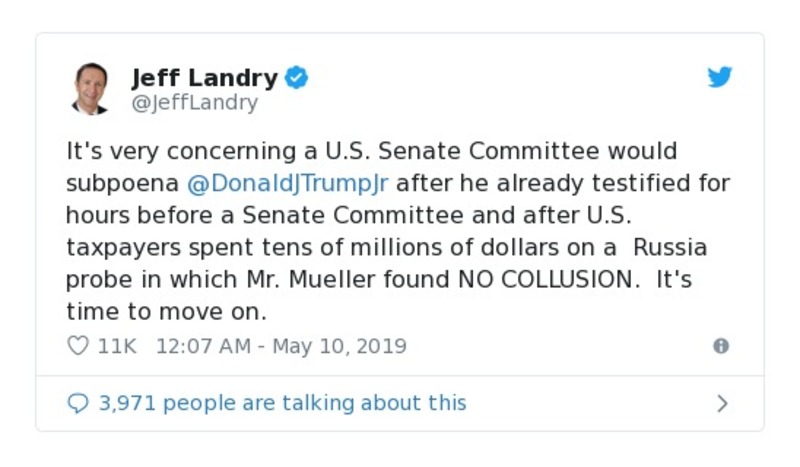 Jeff Landry
@JeffLandry
It's very concerning a U.S. Senate Committee would
subpoena @DonaldJTrumpJr after he already testified for
hours before a Senate Committee and after U.S.
taxpayers spent tens of millions of dollars on a  Russia
probe in which Mr. Mueller found NO COLLUSION.  It's
time to move on.
11K 12:07 AM - May 10, 2019
3,971 people are talking about this